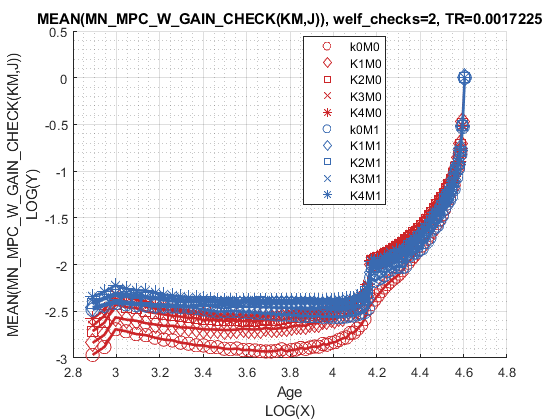 MEAN(MN_MPC_W_GAIN_CHECK(KM,J)), welf_checks=2, TR=0.0017225
MEAN(MN_MPC_W_GAIN_CHECK(KM,J))
LOG(Y)
0.5
0
-0.5
-1
-1.5
-2
-2.5
-3
k0M0
K1M0
K2M0
K3M0
K4M0
k0M1
K1M1
K2M1
K3M1
K4M1
2.8 3 3.2 3.4 3.6 3.8 4 4.2 4.4 4.6 4.8
Age
LOG(X)